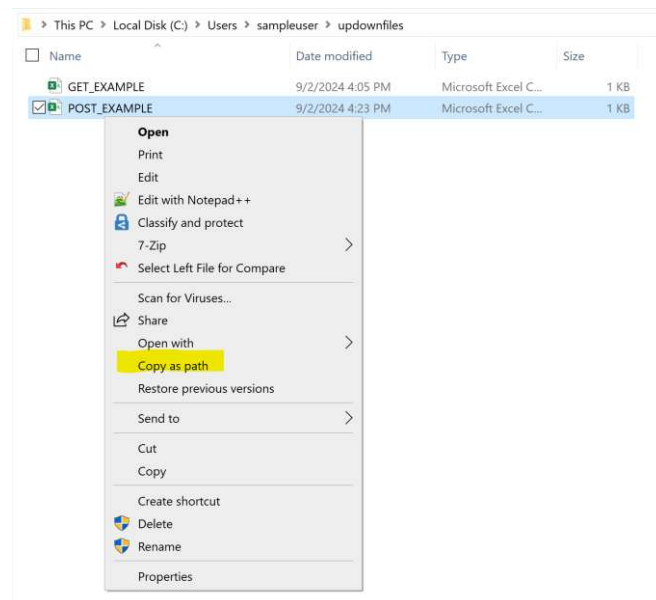 This PC > Local Disk (C:) > Users > sampleuser > updownfiles
Name Date modified Type Size
GET_EXAMPLE 9/2/2024 4:05 PM Microsoft Excel C... 1 KB
POST_EXAMPLE 9/2/2024 4:23 PM Microsoft Excel C... 1 KB
Open
Print
Edit
Edit with Notepad++
Classify and protect
7-Zip
Select Left File for Compare
Scan for Viruses...
Share
Open with
Copy as path
Restore previous versions
Send to
Cut
Copy
Create shortcut
Delete
Rename
Properties